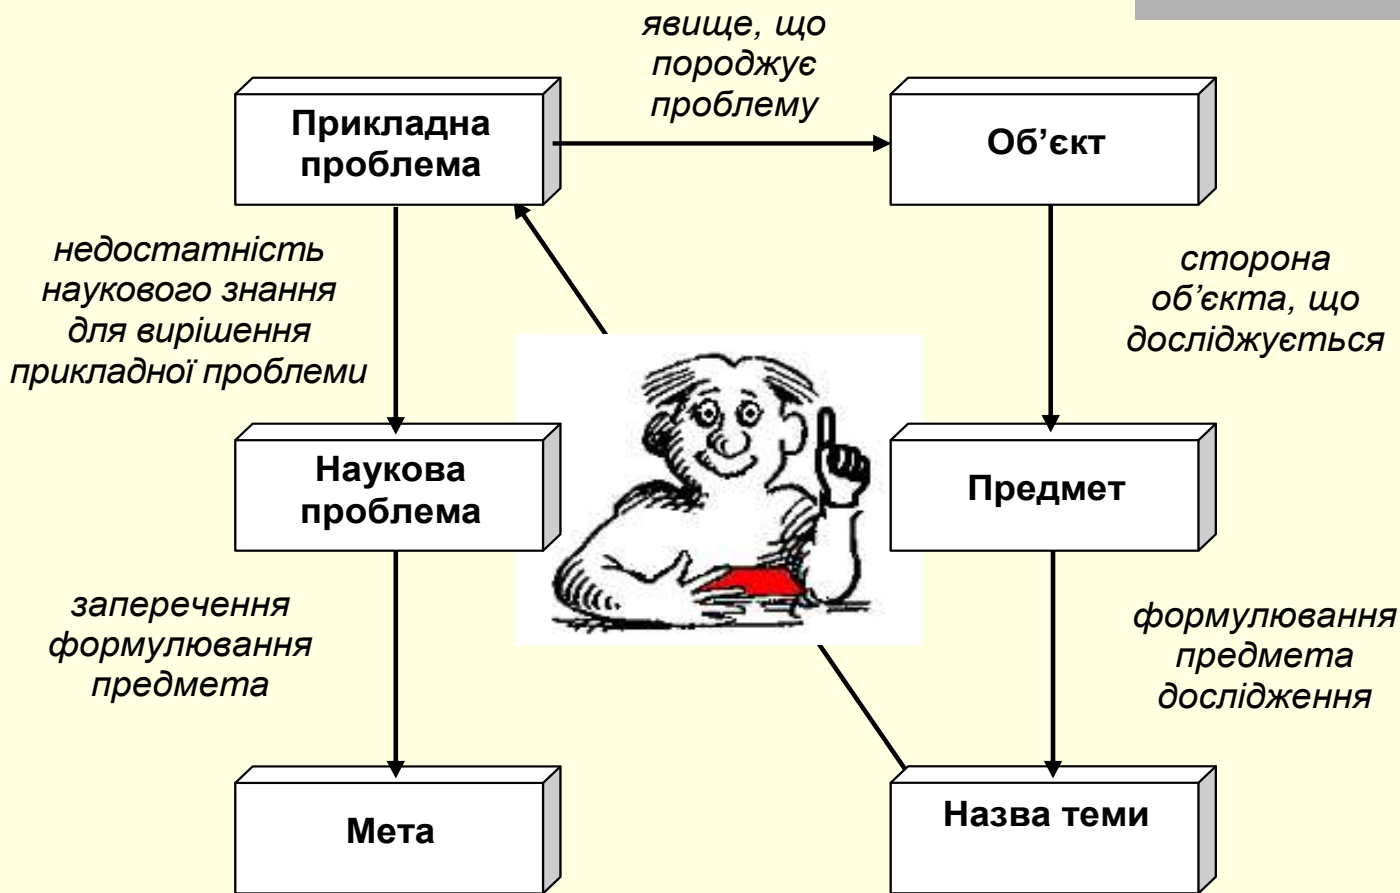 явище, що
породжує
проблему
Прикладна
проблема
Об’єкт
недостатність
наукового знання
для вирішення
прикладної проблеми
сторона
об’єкта, що
досліджується
Наукова
проблема
Предмет
заперечення
формулювання
предмета
формулювання
предмета
дослідження
Мета
Назва теми